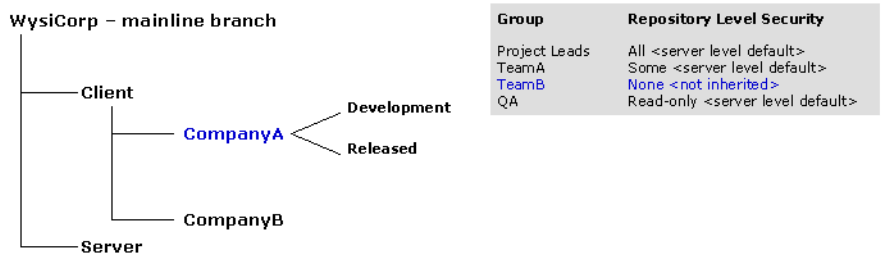 WysiCorp – mainline branch
Client
CompanyA
Development
Released
CompanyB
Server
Group Repository Level Security
Project Leads All <server level default>
TeamA Some <server level default>
TeamB None <not inherited>
QA Read-only <server level default>